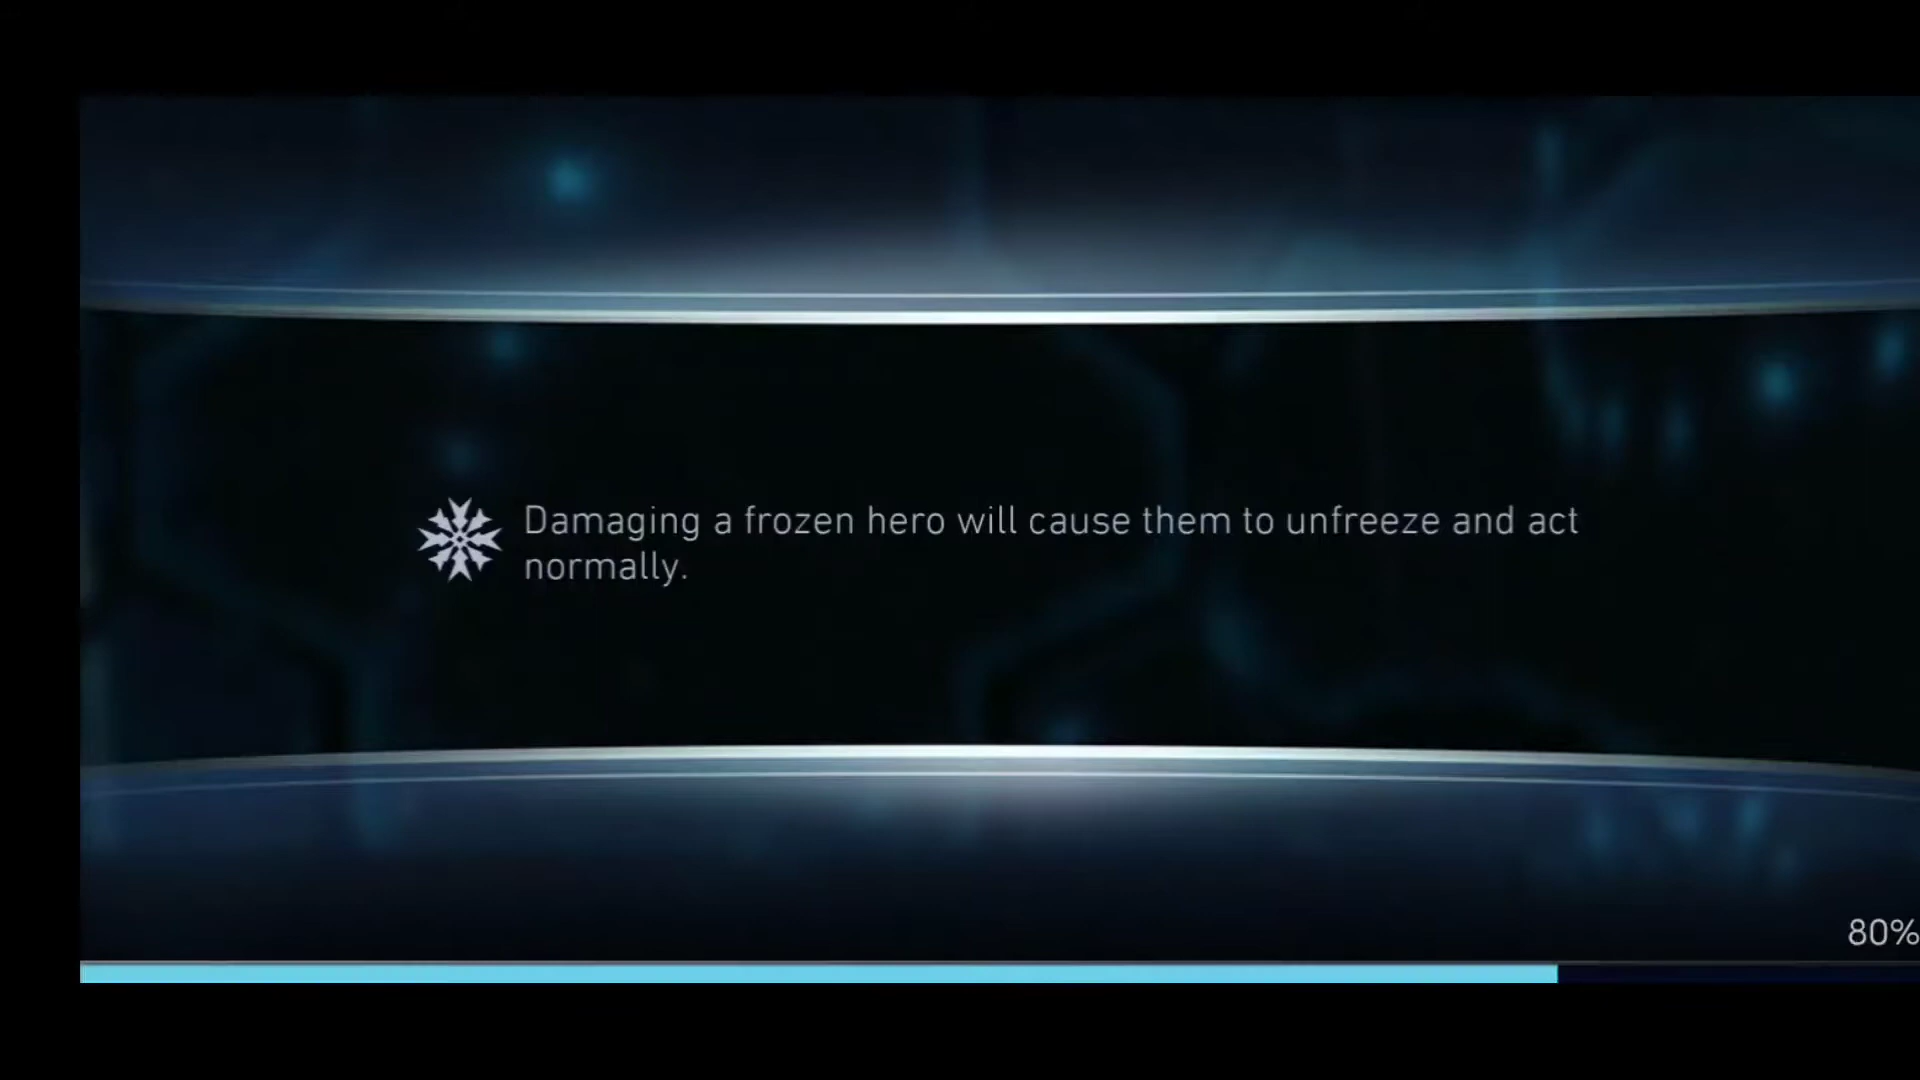 Damaging a frozen hero will cause them to unfreeze and act
normally.
80%